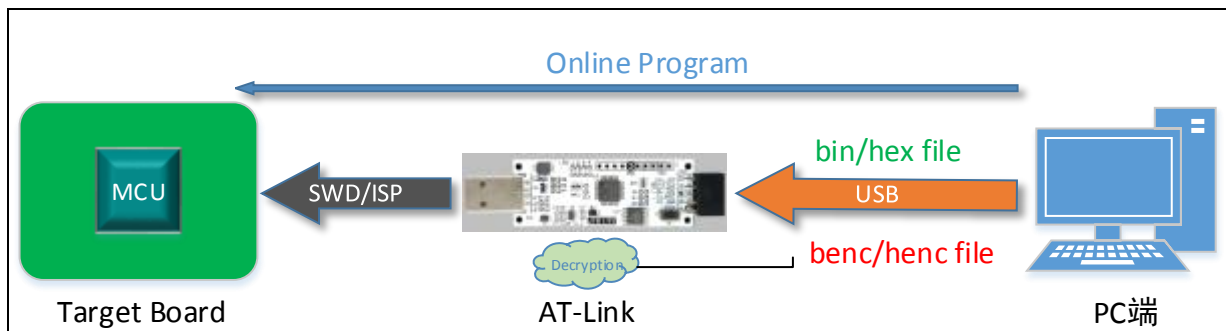 Online Program
bin/hex file
MCU
SWD/ISP
USB
Decryption
benc/henc file
Target Board
AT-Link
PC端